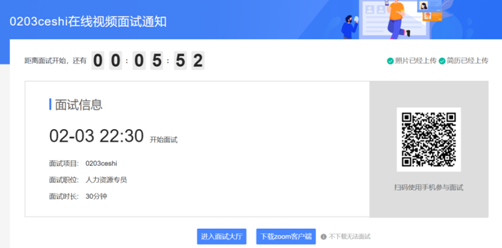 0203ceshi在线视频面试通知
距离面试开始，还有 00:05:52
照片已经上传 简历已经上传
面试信息
02-03 22:30 开始面试
面试项目： 0203ceshi
面试职位： 人力资源专员
面试时长： 30分钟
扫码使用手机参与面试
进入面试大厅 下载zoom客户端 不下载无法面试